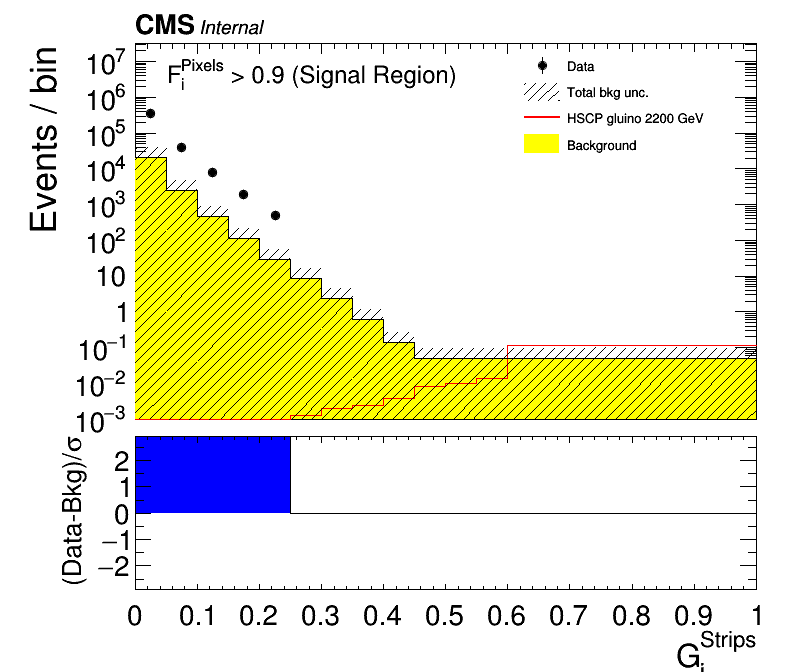 CMS Internal
Events / bin
F_i^Pixels > 0.9 (Signal Region)
Data
Total bkg unc.
HSCP gluino 2200 GeV
Background
10^7
10^6
10^5
10^4
10^3
10^2
10
1
10^−1
10^−2
10^−3
(Data-Bkg)/σ
2
1
0
−1
−2
0 0.1 0.2 0.3 0.4 0.5 0.6 0.7 0.8 0.9 1
G_i^Strips